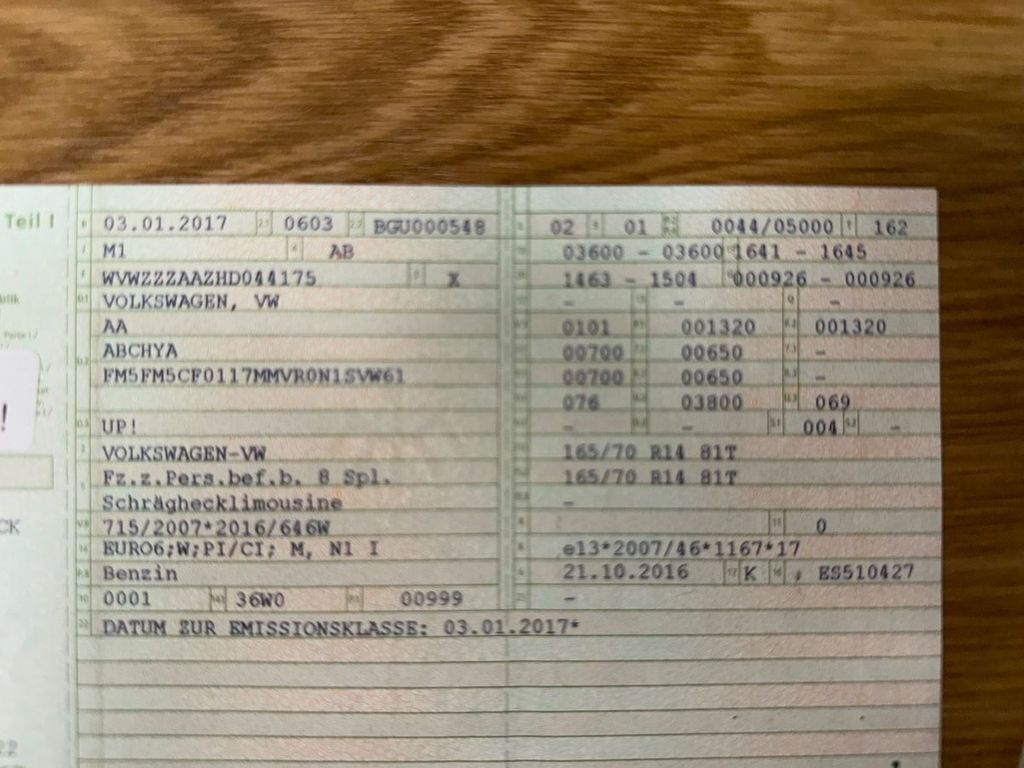 Teil I
03.01.2017 0603 BGU000548 02 01 0044/05000 162
M1 AB 03600 - 03600 1641 - 1645
WVWZZZAAZHD044175 X 1463 - 1504 000926 - 000926
VOLKSWAGEN, VW - - -
AA 0101 001320 001320
ABCHYA 00700 00650 -
FM5FM5CF0117MMVR0N1SVW61 00700 00650 -
076 03800 069
UP! - - 004 -
VOLKSWAGEN-VW 165/70 R14 81T
Fz.z.Pers.bef.b. 8 Spl. 165/70 R14 81T
Schräghecklimousine -
715/2007*2016/646W 0
EURO6;W;PI/CI; M, N1 I e13*2007/46*1167*17
Benzin 21.10.2016 K , ES510427
0001 36W0 00999 -
DATUM ZUR EMISSIONSKLASSE: 03.01.2017*